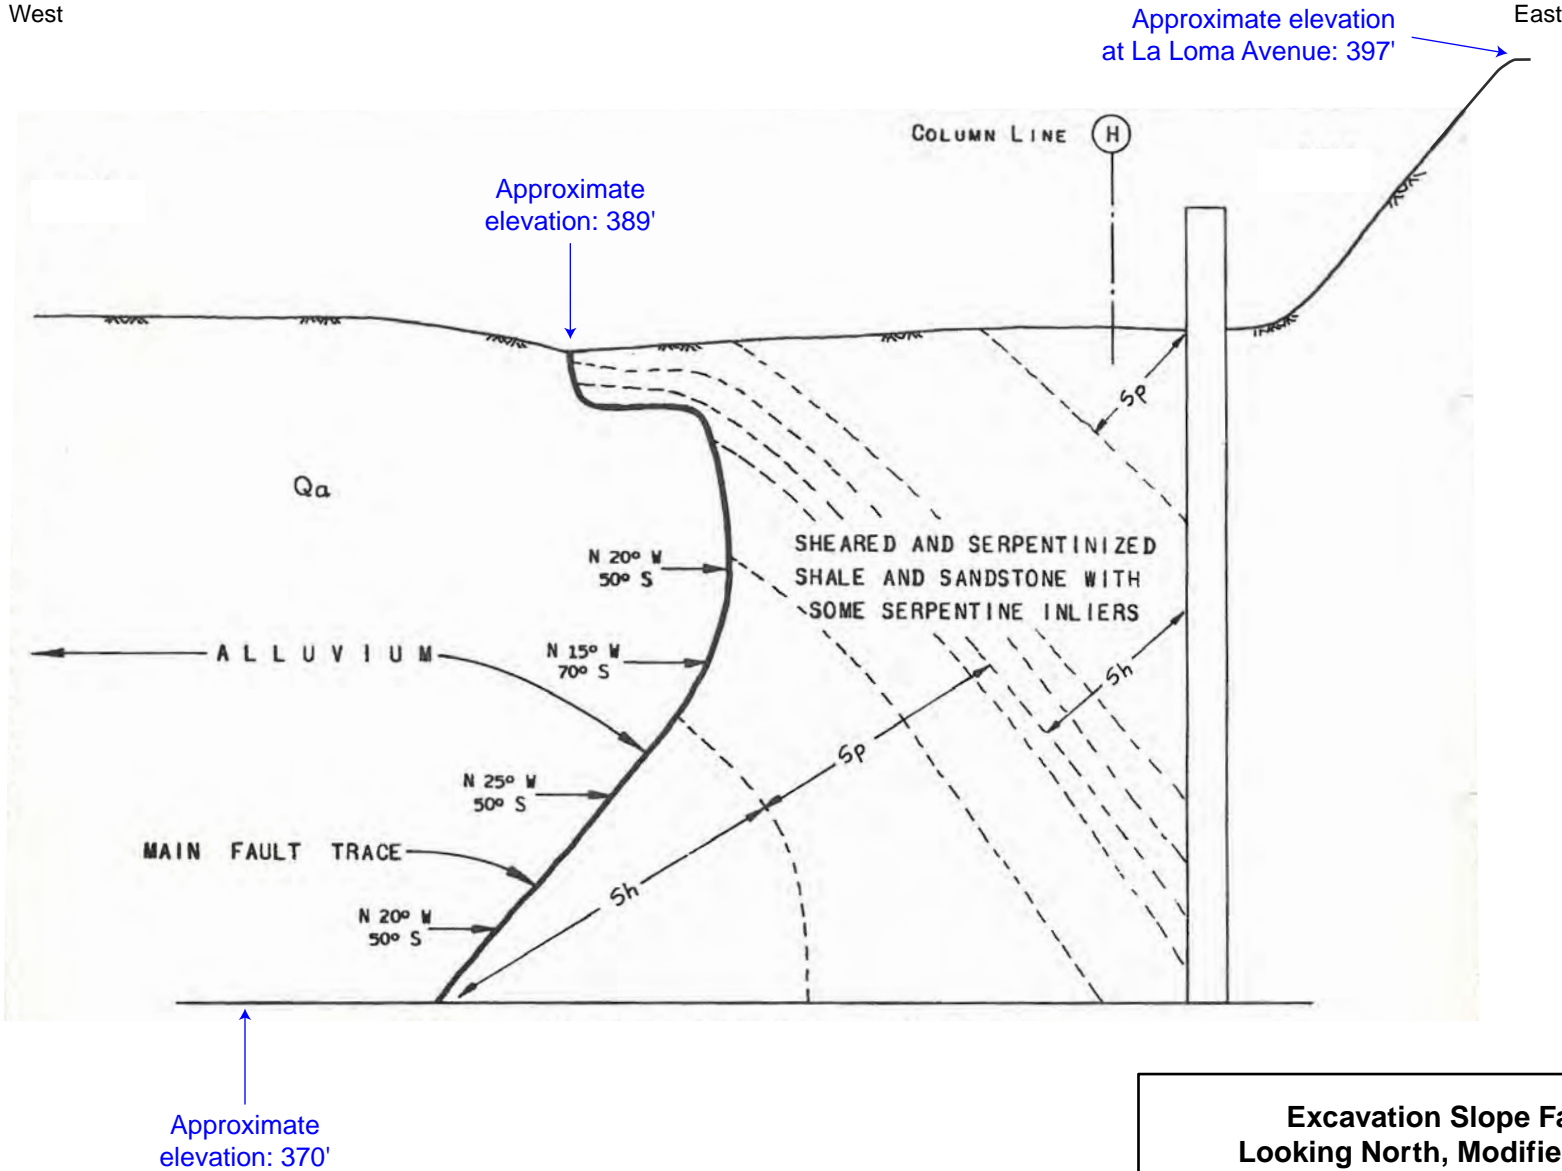 West
East
Approximate elevation
at La Loma Avenue: 397'
COLUMN LINE H
Approximate
elevation: 389'
Qa
Sp
N 20° W
50° S
SHEARED AND SERPENTINIZED
SHALE AND SANDSTONE WITH
SOME SERPENTINE INLIERS
ALLUVIUM
N 15° W
70° S
Sh
Sp
N 25° W
50° S
MAIN FAULT TRACE
Sh
N 20° W
50° S
Approximate
elevation: 370'
Excavation Slope Fa
Looking North, Modifie